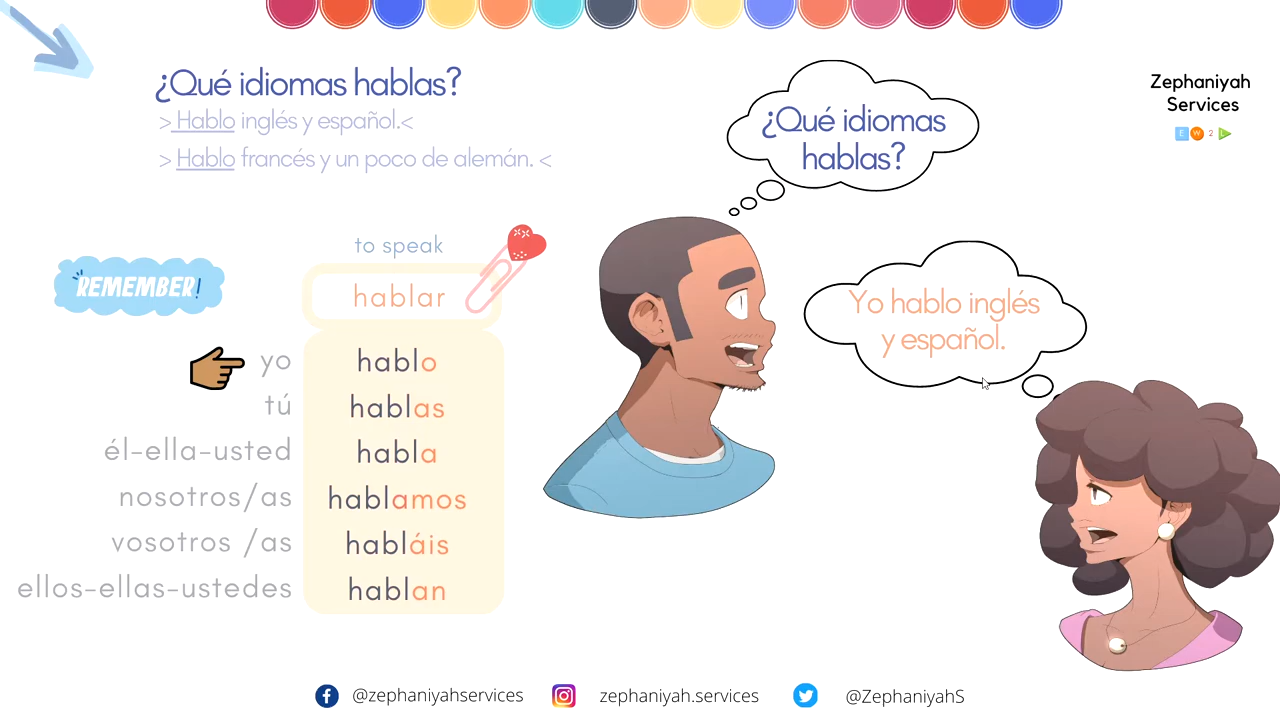 ¿Qué idiomas hablas?
> Hablo inglés y español.<
> Hablo francés y un poco de alemán. <
¿Qué idiomas
hablas?
Zephaniyah
Services
E W 2 L
to speak
REMEMBER!
hablar
Yo hablo inglés
y español.
yo hablo
tú hablas
él-ella-usted habla
nosotros/as hablamos
vosotros /as habláis
ellos-ellas-ustedes hablan
@zephaniyahservices zephaniyah.services @ZephaniyahS